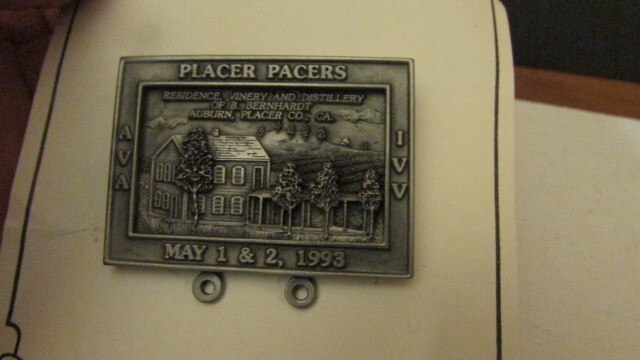 PLACER PACERS
RESIDENCE, VINERY AND DISTILLERY
OF B. BERNHARDT
AUBURN, PLACER CO., CA.
AVA
IVV
MAY 1 & 2, 1993